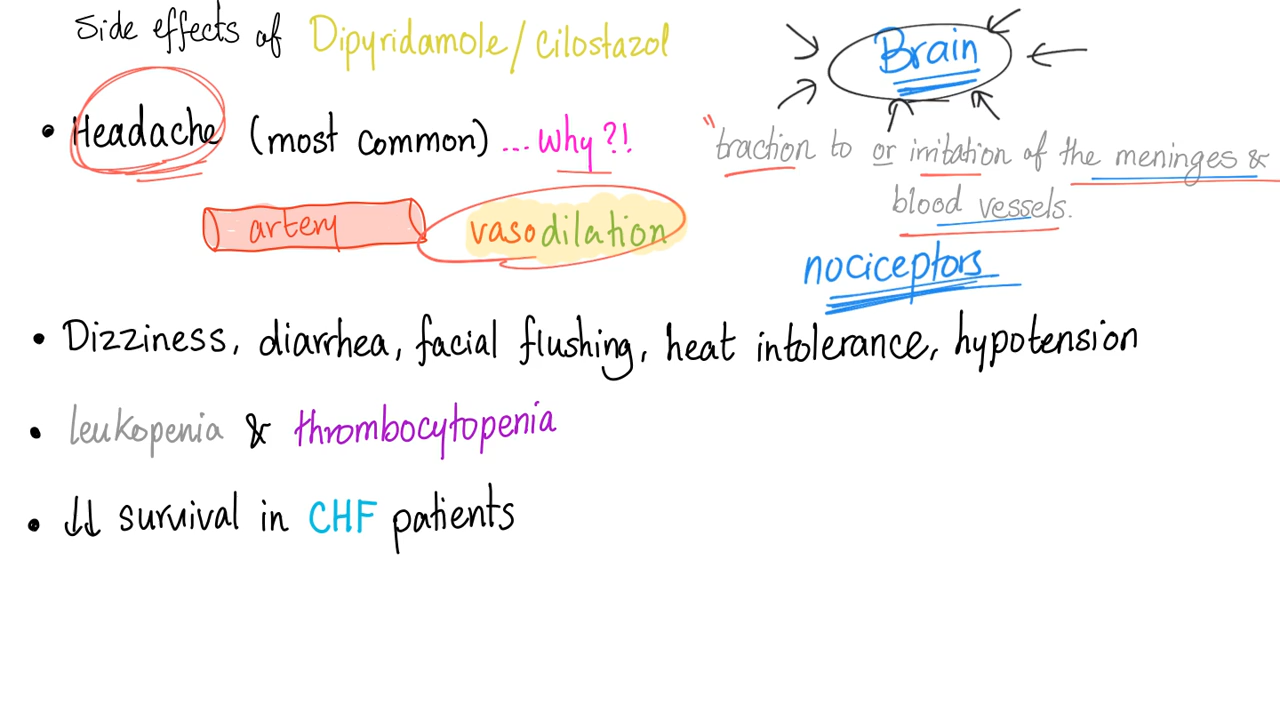 Side effects of Dipyridamole/cilostazol
Brain
• Headache (most common) ...why?!
"traction to or irritation of the meninges &
blood vessels.
artery vasodilation
nociceptors
• Dizziness, diarrhea, facial flushing, heat intolerance, hypotension
• leukopenia & thrombocytopenia
• ↓↓ survival in CHF patients